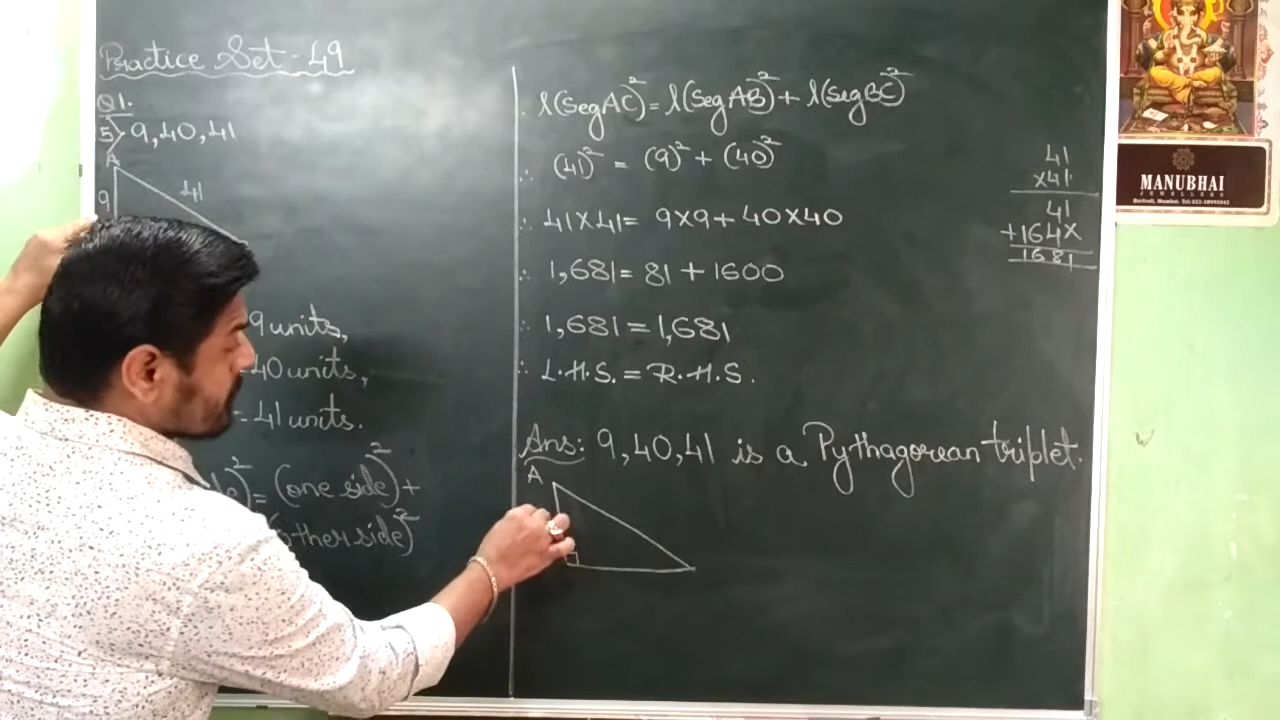 Practice Set - 49
Q1.
5> 9, 40, 41
A
9
41
9 units,
- 40 units,
= 41 units.
)² = (one side)² +
(other side)²
l(Seg AC)² = l(Seg AB)² + l(Seg BC)²
∴ (41)² = (9)² + (40)²
∴ 41×41 = 9×9 + 40×40
∴ 1,681 = 81 + 1600
∴ 1,681 = 1,681
∴ L.H.S. = R.H.S.
Ans: 9, 40, 41 is a Pythagorean triplet.
A
41
×41
41
+164×
1681
MANUBHAI
JEWELLERS